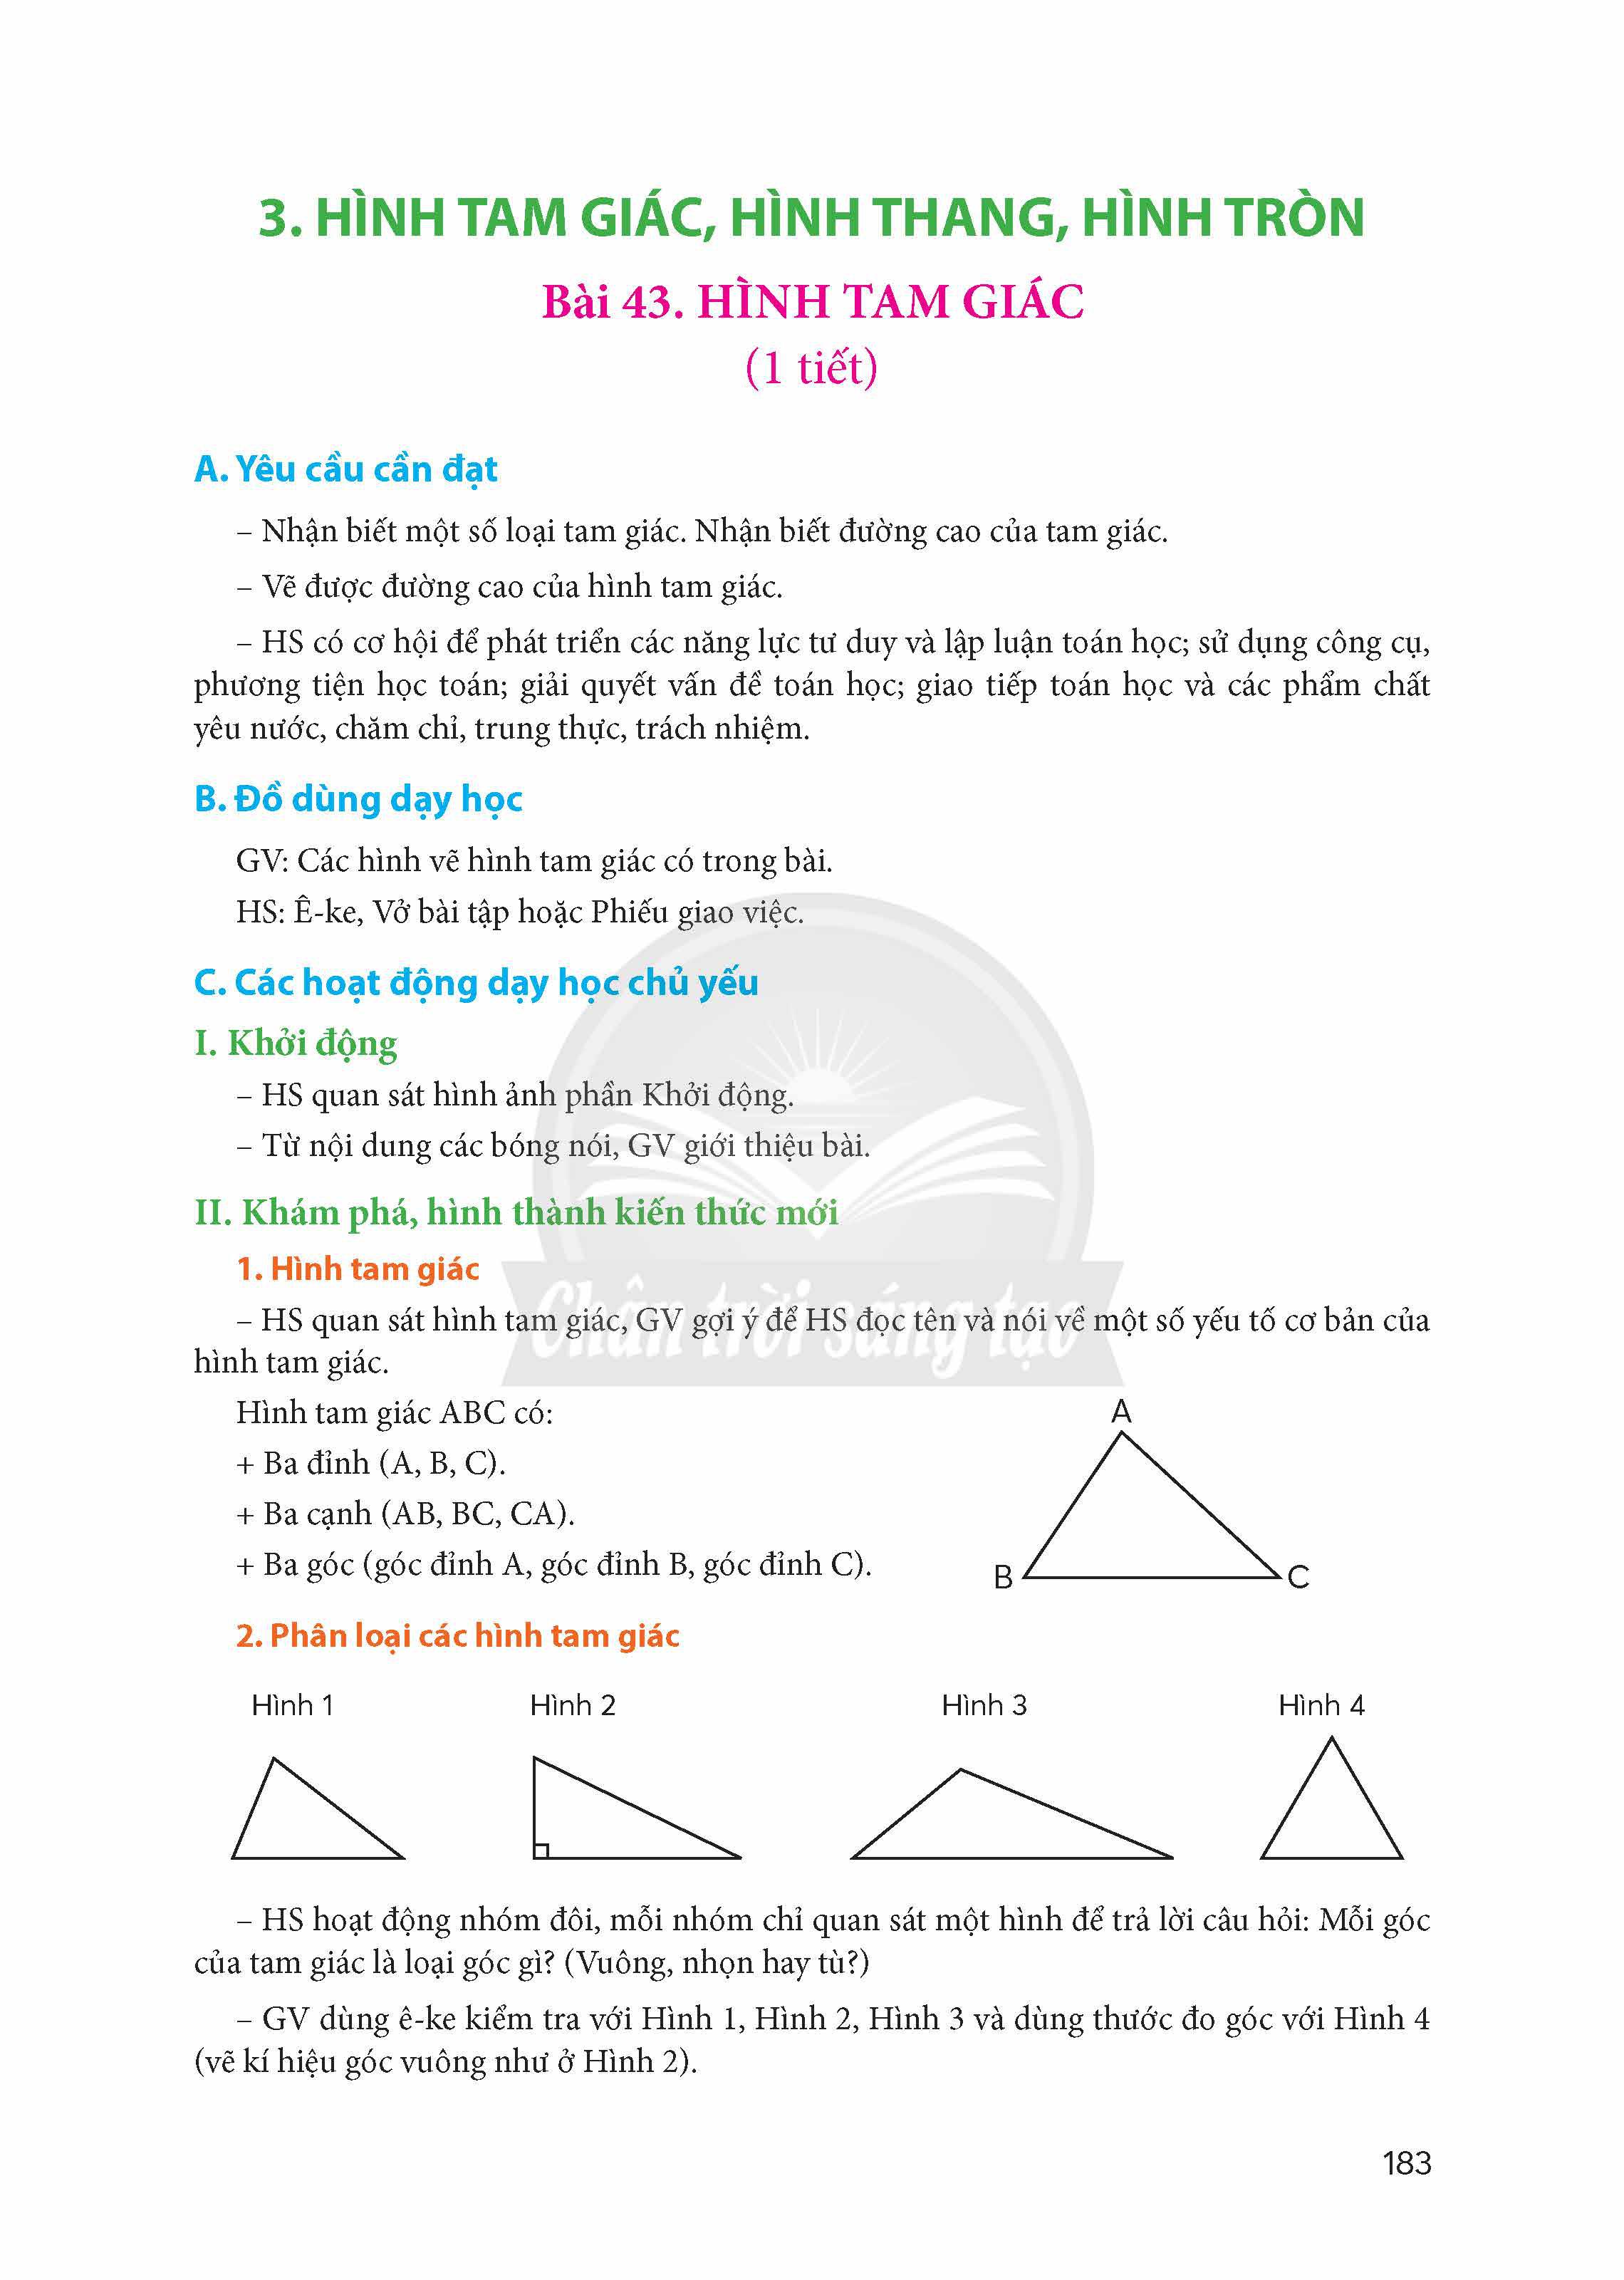 3. HÌNH TAM GIÁC, HÌNH THANG, HÌNH TRÒN
Bài 43. HÌNH TAM GIÁC
(1 tiết)
A. Yêu cầu cần đạt
– Nhận biết một số loại tam giác. Nhận biết đường cao của tam giác.
– Vẽ được đường cao của hình tam giác.
– HS có cơ hội để phát triển các năng lực tư duy và lập luận toán học; sử dụng công cụ,
phương tiện học toán; giải quyết vấn đề toán học; giao tiếp toán học và các phẩm chất
yêu nước, chăm chỉ, trung thực, trách nhiệm.
B. Đồ dùng dạy học
GV: Các hình vẽ hình tam giác có trong bài.
HS: Ê-ke, Vở bài tập hoặc Phiếu giao việc.
C. Các hoạt động dạy học chủ yếu
I. Khởi động
– HS quan sát hình ảnh phần Khởi động.
– Từ nội dung các bóng nói, GV giới thiệu bài.
II. Khám phá, hình thành kiến thức mới
1. Hình tam giác
Chân trời sáng tạo
– HS quan sát hình tam giác, GV gợi ý để HS đọc tên và nói về một số yếu tố cơ bản của
hình tam giác.
Hình tam giác ABC có:
+ Ba đỉnh (A, B, C).
+ Ba cạnh (AB, BC, CA).
+ Ba góc (góc đỉnh A, góc đỉnh B, góc đỉnh C).
A
B
C
2. Phân loại các hình tam giác
Hình 1
Hình 2
Hình 3
Hình 4
– HS hoạt động nhóm đôi, mỗi nhóm chỉ quan sát một hình để trả lời câu hỏi: Mỗi góc
của tam giác là loại góc gì? (Vuông, nhọn hay tù?)
– GV dùng ê-ke kiểm tra với Hình 1, Hình 2, Hình 3 và dùng thước đo góc với Hình 4
(vẽ kí hiệu góc vuông như ở Hình 2).
183